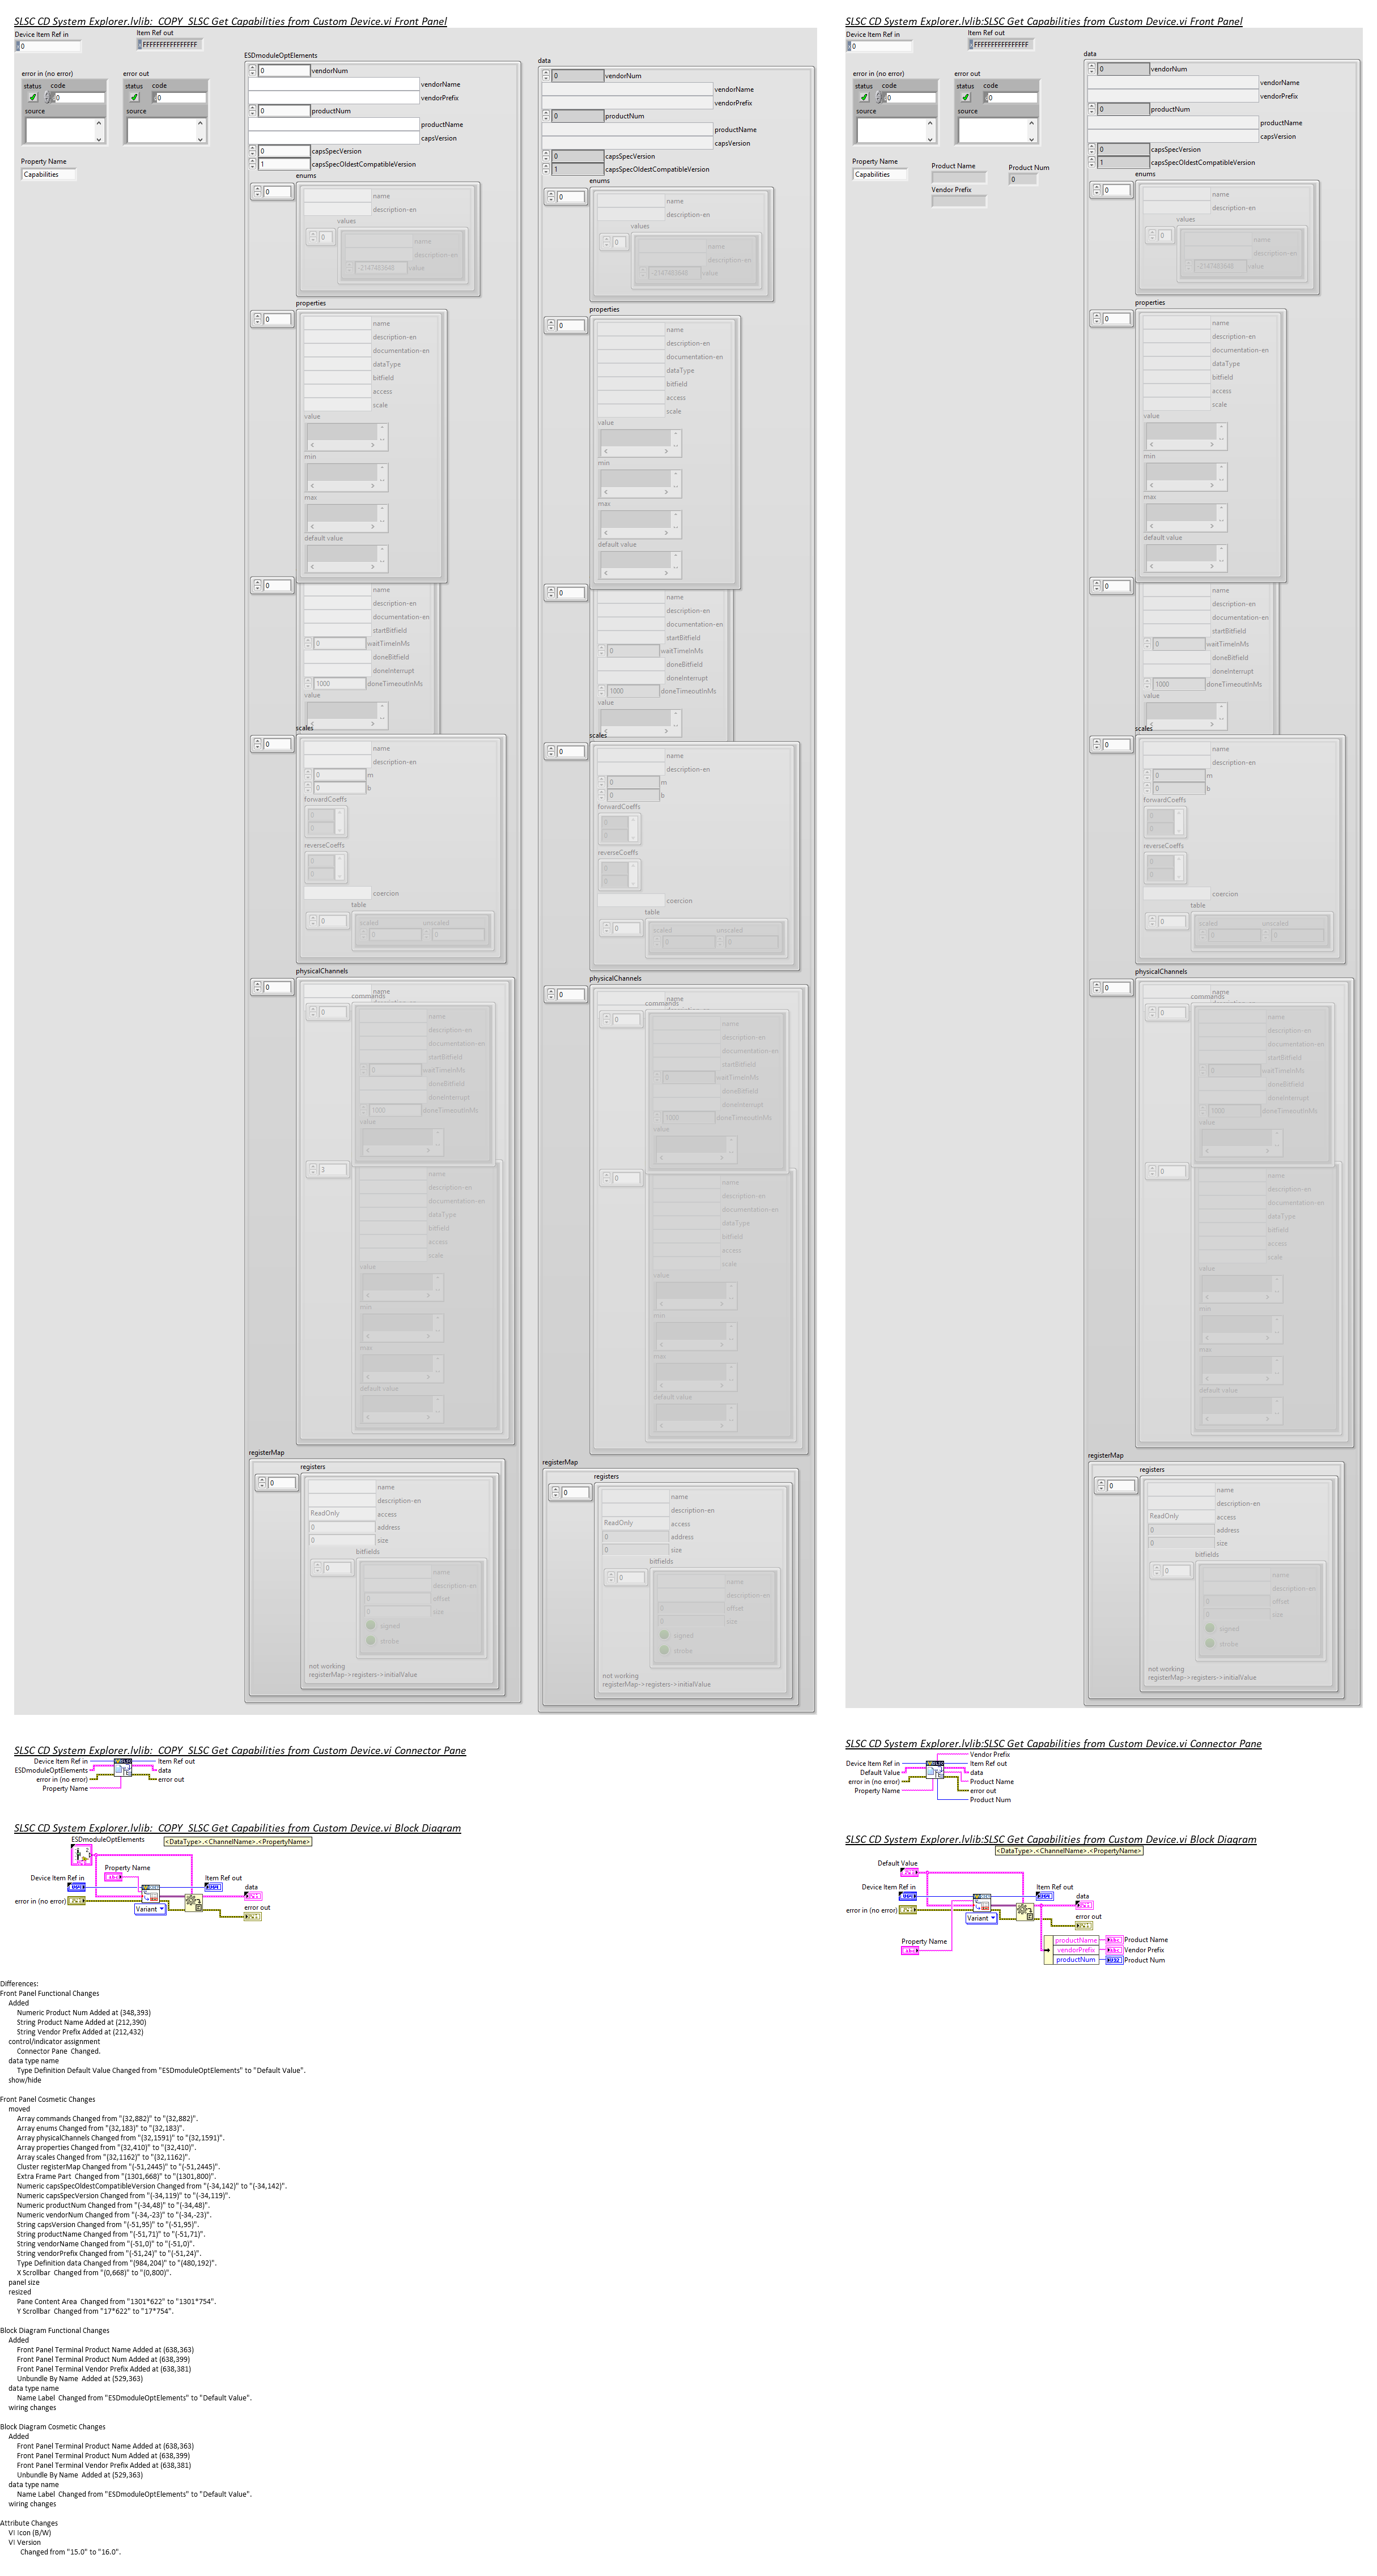 SLSC CD System Explorer.lvlib:_COPY_SLSC Get Capabilities from Custom Device.vi Front Panel
Device Item Ref in
0
Item Ref out
FFFFFFFFFFFFFFFF
error in (no error)
status code
0
source
error out
status code
0
source
Property Name
Capabilities
ESDmoduleOptElements
0 vendorNum
vendorName
vendorPrefix
0 productNum
productName
capsVersion
0 capsSpecVersion
1 capsSpecOldestCompatibleVersion
enums
0
name
description-en
values
0
name
description-en
-2147483648 value
properties
0
name
description-en
documentation-en
dataType
bitfield
access
scale
value
min
max
default value
0
name
description-en
documentation-en
startBitfield
0 waitTimeInMs
doneBitfield
doneInterrupt
1000 doneTimeoutInMs
value
scales
0
name
description-en
0 m
0 b
forwardCoeffs
0
0
reverseCoeffs
0
0
coercion
table
0
scaled unscaled
0 0
physicalChannels
0
name
commands
0
name
description-en
documentation-en
startBitfield
0 waitTimeInMs
doneBitfield
doneInterrupt
1000 doneTimeoutInMs
value
3
name
description-en
documentation-en
dataType
bitfield
access
scale
value
min
max
default value
registerMap
registers
0
name
description-en
ReadOnly access
0 address
0 size
bitfields
0
name
description-en
0 offset
0 size
signed
strobe
not working
registerMap->registers->initialValue
data
0 vendorNum
vendorName
vendorPrefix
0 productNum
productName
capsVersion
0 capsSpecVersion
1 capsSpecOldestCompatibleVersion
enums
0
name
description-en
values
0
name
description-en
-2147483648 value
properties
0
name
description-en
documentation-en
dataType
bitfield
access
scale
value
min
max
default value
0
name
description-en
documentation-en
startBitfield
0 waitTimeInMs
doneBitfield
doneInterrupt
1000 doneTimeoutInMs
value
scales
0
name
description-en
0 m
0 b
forwardCoeffs
0
0
reverseCoeffs
0
0
coercion
table
0
scaled unscaled
0 0
physicalChannels
0
name
commands
0
name
description-en
documentation-en
startBitfield
0 waitTimeInMs
doneBitfield
doneInterrupt
1000 doneTimeoutInMs
value
0
name
description-en
documentation-en
dataType
bitfield
access
scale
value
min
max
default value
registerMap
registers
0
name
description-en
ReadOnly access
0 address
0 size
bitfields
0
name
description-en
0 offset
0 size
signed
strobe
not working
registerMap->registers->initialValue
SLSC CD System Explorer.lvlib:SLSC Get Capabilities from Custom Device.vi Front Panel
Device Item Ref in
0
Item Ref out
FFFFFFFFFFFFFFFF
error in (no error)
status code
0
source
error out
status code
0
source
Property Name
Capabilities
Product Name
Product Num
0
Vendor Prefix
data
0 vendorNum
vendorName
vendorPrefix
0 productNum
productName
capsVersion
0 capsSpecVersion
1 capsSpecOldestCompatibleVersion
enums
0
name
description-en
values
0
name
description-en
-2147483648 value
properties
0
name
description-en
documentation-en
dataType
bitfield
access
scale
value
min
max
default value
0
name
description-en
documentation-en
startBitfield
0 waitTimeInMs
doneBitfield
doneInterrupt
1000 doneTimeoutInMs
value
scales
0
name
description-en
0 m
0 b
forwardCoeffs
0
0
reverseCoeffs
0
0
coercion
table
0
scaled unscaled
0 0
physicalChannels
0
name
commands
0
name
description-en
documentation-en
startBitfield
0 waitTimeInMs
doneBitfield
doneInterrupt
1000 doneTimeoutInMs
value
0
name
description-en
documentation-en
dataType
bitfield
access
scale
value
min
max
default value
registerMap
registers
0
name
description-en
ReadOnly access
0 address
0 size
bitfields
0
name
description-en
0 offset
0 size
signed
strobe
not working
registerMap->registers->initialValue
SLSC CD System Explorer.lvlib:_COPY_SLSC Get Capabilities from Custom Device.vi Connector Pane
Device Item Ref in Item Ref out
ESDmoduleOptElements data
error in (no error) error out
Property Name
SLSC CD System Explorer.lvlib:SLSC Get Capabilities from Custom Device.vi Connector Pane
Vendor Prefix
Device Item Ref in Item Ref out
Default Value data
error in (no error) Product Name
Property Name error out
Product Num
SLSC CD System Explorer.lvlib:_COPY_SLSC Get Capabilities from Custom Device.vi Block Diagram
ESDmoduleOptElements
<DataType>.<ChannelName>.<PropertyName>
Property Name
Device Item Ref in
Item Ref out
data
error in (no error)
Variant
error out
SLSC CD System Explorer.lvlib:SLSC Get Capabilities from Custom Device.vi Block Diagram
<DataType>.<ChannelName>.<PropertyName>
Default Value
Device Item Ref in
Item Ref out
data
error in (no error)
Variant
error out
Property Name
productName Product Name
vendorPrefix Vendor Prefix
productNum Product Num
Differences:
Front Panel Functional Changes
Added
Numeric Product Num Added at (348,393)
String Product Name Added at (212,390)
String Vendor Prefix Added at (212,432)
control/indicator assignment
Connector Pane Changed.
data type name
Type Definition Default Value Changed from "ESDmoduleOptElements" to "Default Value".
show/hide
Front Panel Cosmetic Changes
moved
Array commands Changed from "(32,882)" to "(32,882)".
Array enums Changed from "(32,183)" to "(32,183)".
Array physicalChannels Changed from "(32,1591)" to "(32,1591)".
Array properties Changed from "(32,410)" to "(32,410)".
Array scales Changed from "(32,1162)" to "(32,1162)".
Cluster registerMap Changed from "(-51,2445)" to "(-51,2445)".
Extra Frame Part Changed from "(1301,668)" to "(1301,800)".
Numeric capsSpecOldestCompatibleVersion Changed from "(-34,142)" to "(-34,142)".
Numeric capsSpecVersion Changed from "(-34,119)" to "(-34,119)".
Numeric productNum Changed from "(-34,48)" to "(-34,48)".
Numeric vendorNum Changed from "(-34,-23)" to "(-34,-23)".
String capsVersion Changed from "(-51,95)" to "(-51,95)".
String productName Changed from "(-51,71)" to "(-51,71)".
String vendorName Changed from "(-51,0)" to "(-51,0)".
String vendorPrefix Changed from "(-51,24)" to "(-51,24)".
Type Definition data Changed from "(984,204)" to "(480,192)".
X Scrollbar Changed from "(0,668)" to "(0,800)".
panel size
resized
Pane Content Area Changed from "1301*622" to "1301*754".
Y Scrollbar Changed from "17*622" to "17*754".
Block Diagram Functional Changes
Added
Front Panel Terminal Product Name Added at (638,363)
Front Panel Terminal Product Num Added at (638,399)
Front Panel Terminal Vendor Prefix Added at (638,381)
Unbundle By Name Added at (529,363)
data type name
Name Label Changed from "ESDmoduleOptElements" to "Default Value".
wiring changes
Block Diagram Cosmetic Changes
Added
Front Panel Terminal Product Name Added at (638,363)
Front Panel Terminal Product Num Added at (638,399)
Front Panel Terminal Vendor Prefix Added at (638,381)
Unbundle By Name Added at (529,363)
data type name
Name Label Changed from "ESDmoduleOptElements" to "Default Value".
wiring changes
Attribute Changes
VI Icon (B/W)
VI Version
Changed from "15.0" to "16.0".